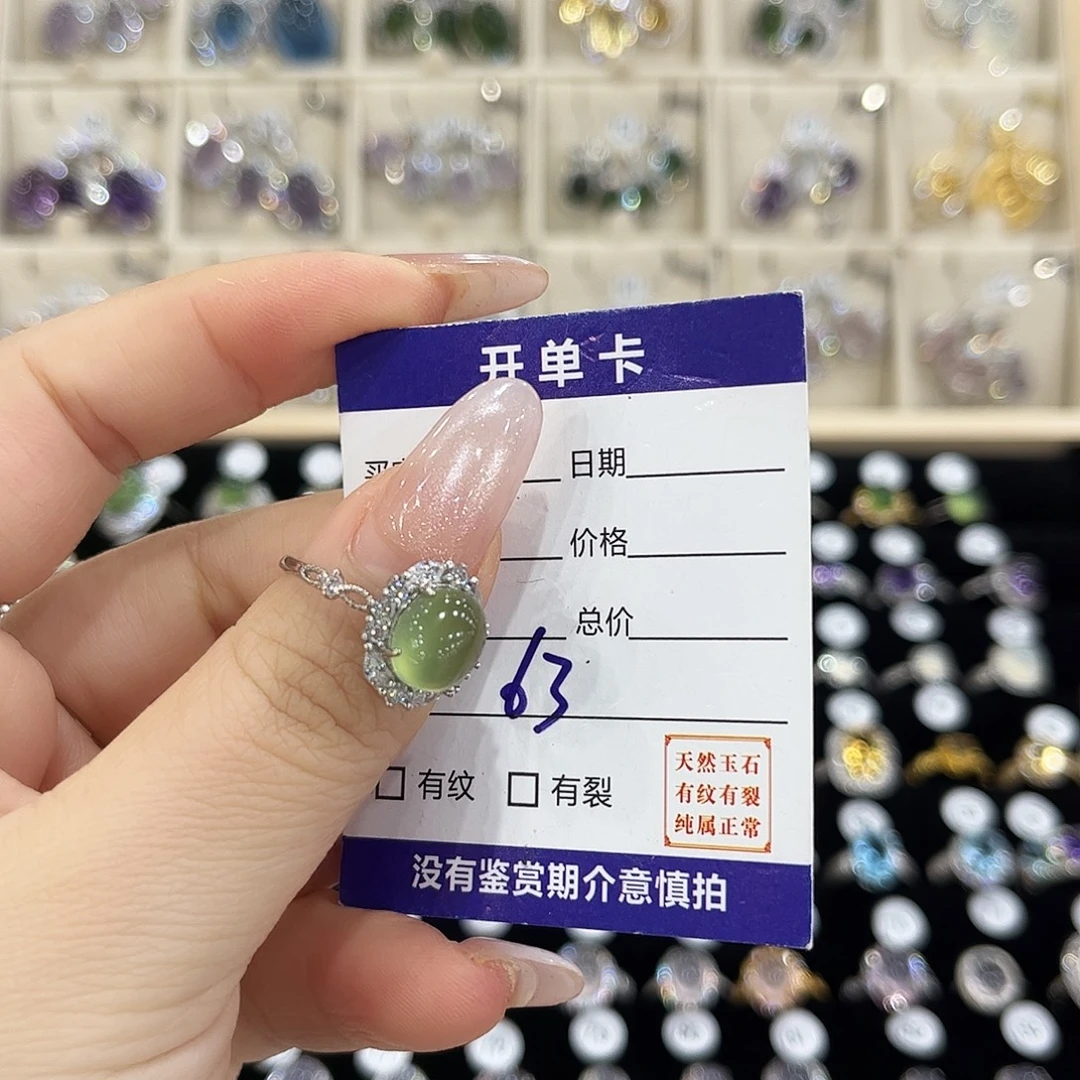 开单卡
日期
价格
总价
63
□ 有纹 □ 有裂
天然玉石
有纹有裂
纯属正常
没有鉴赏期介意慎拍